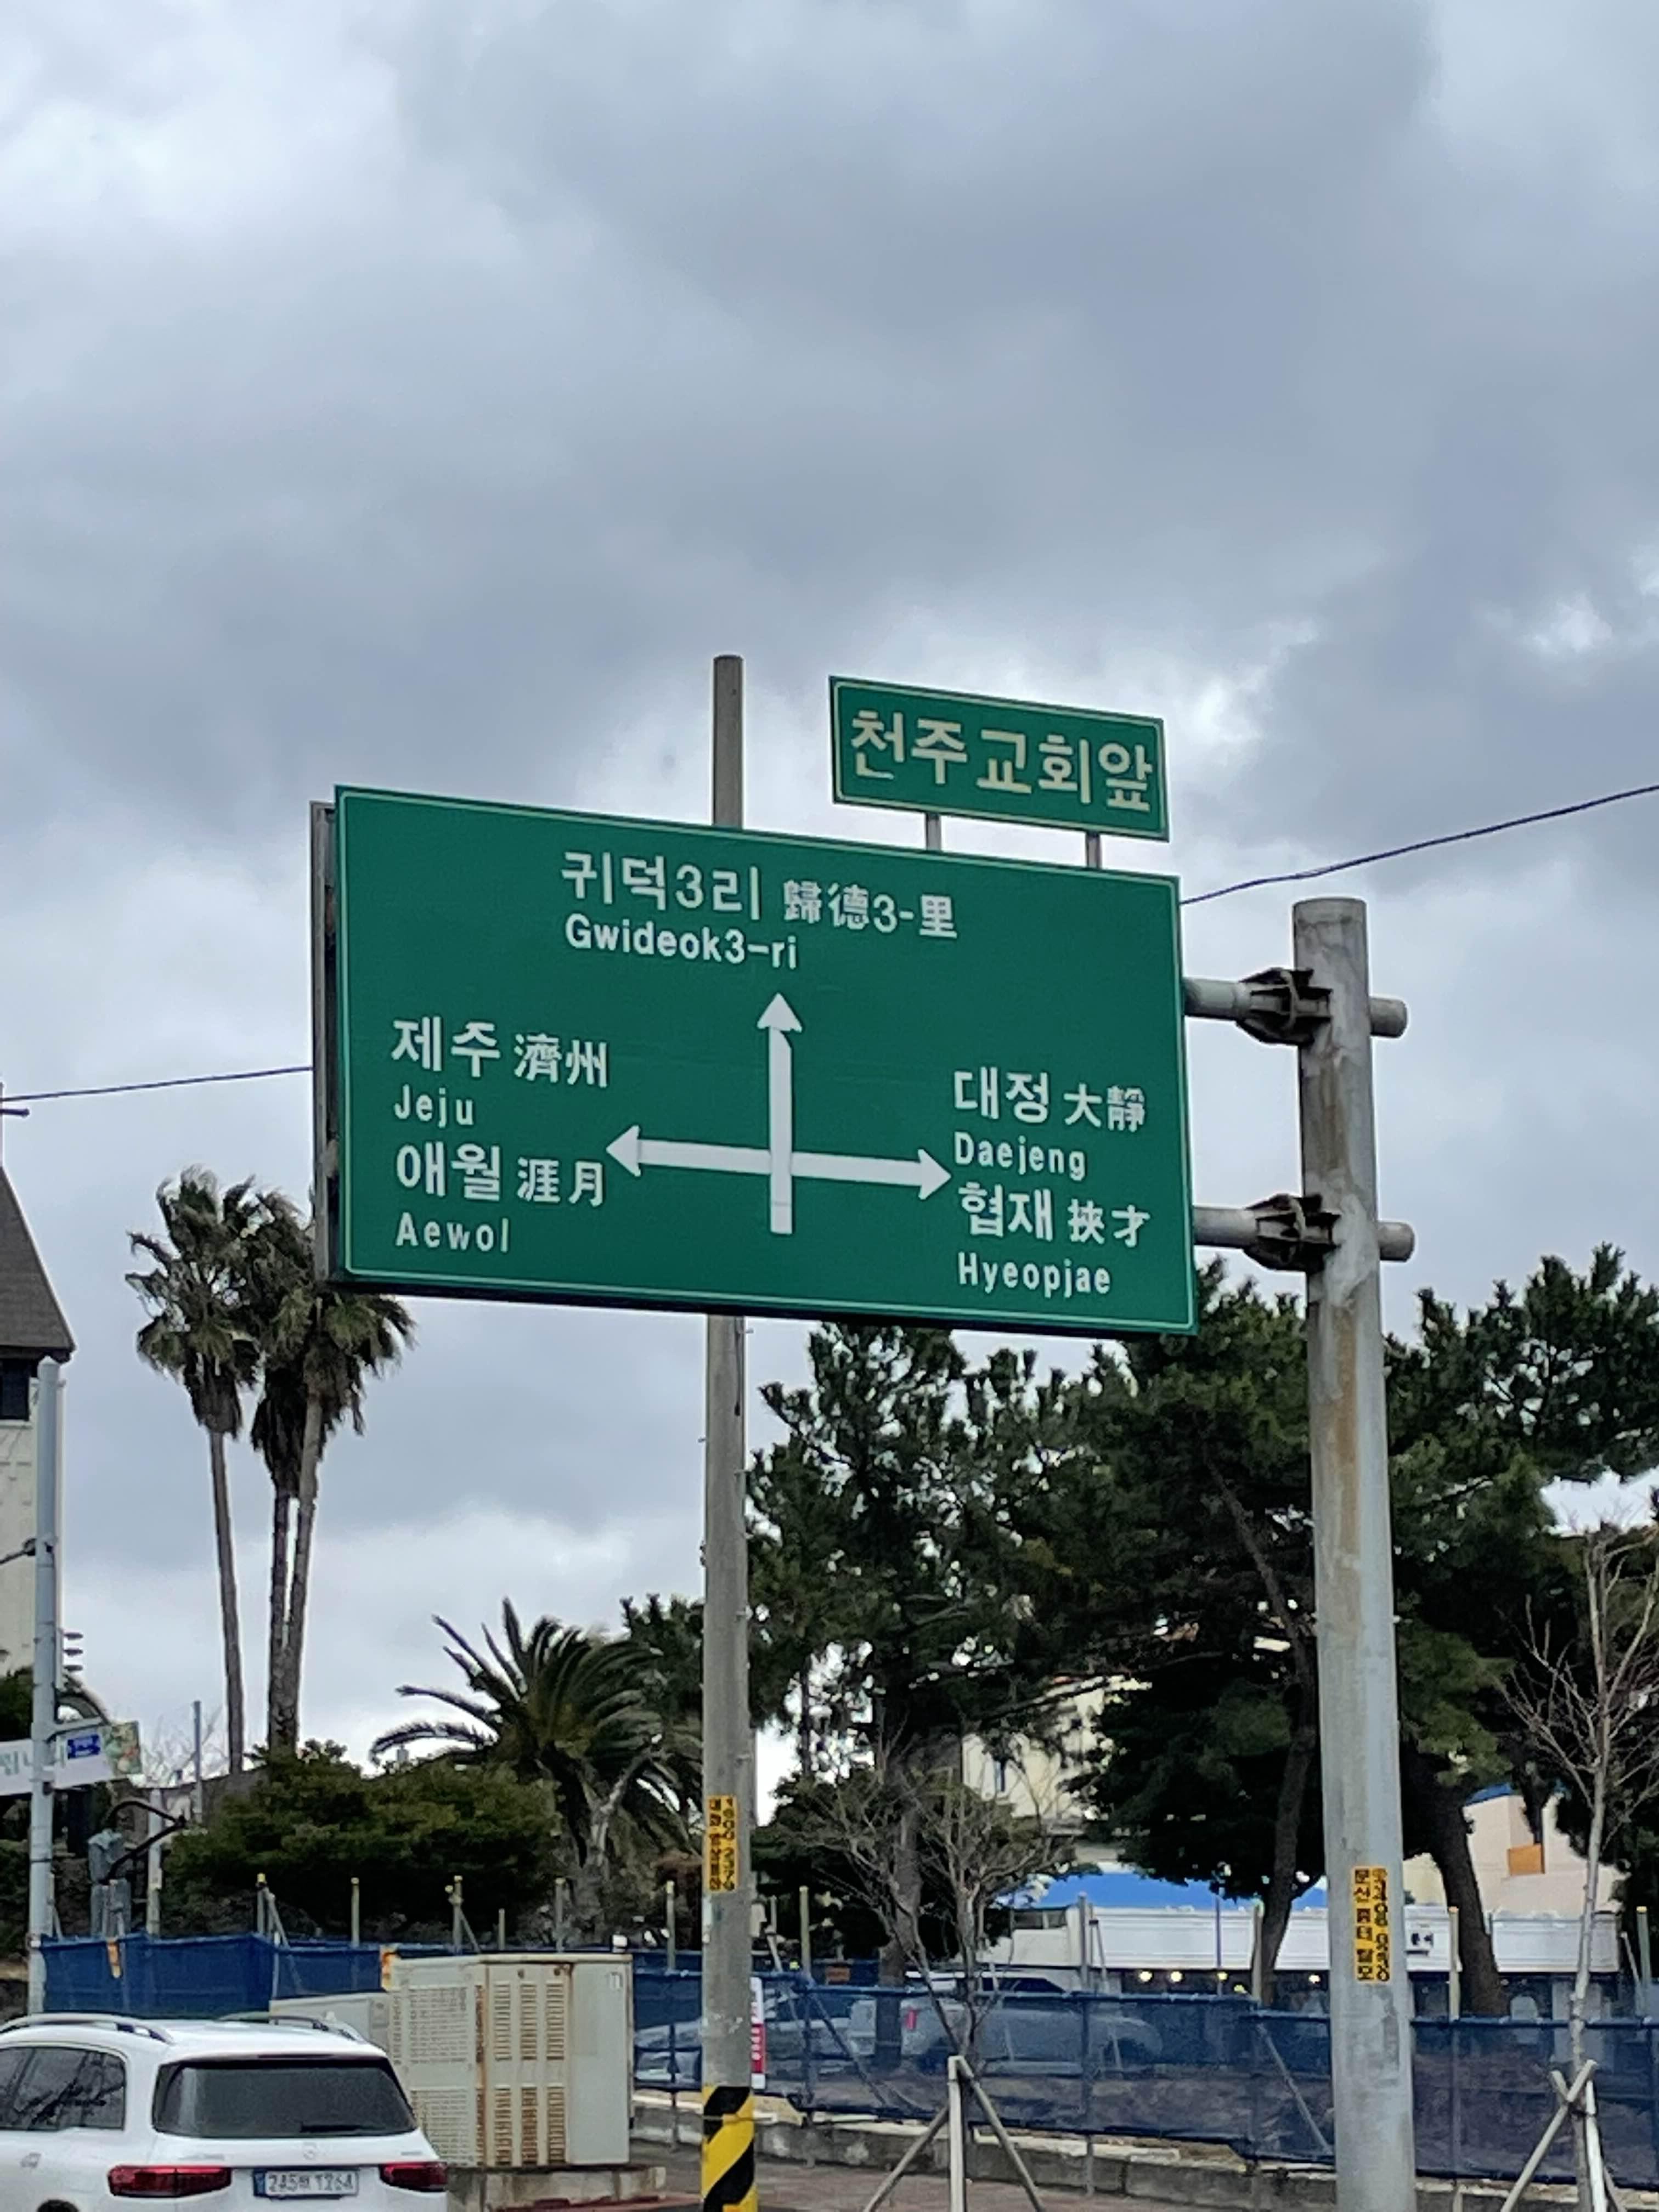 천주교회앞
귀덕3리 歸德3-里
Gwideok3-ri
제주 濟州
Jeju
애월 涯月
Aewol
대정 大靜
Daejeng
협재 挾才
Hyeopjae